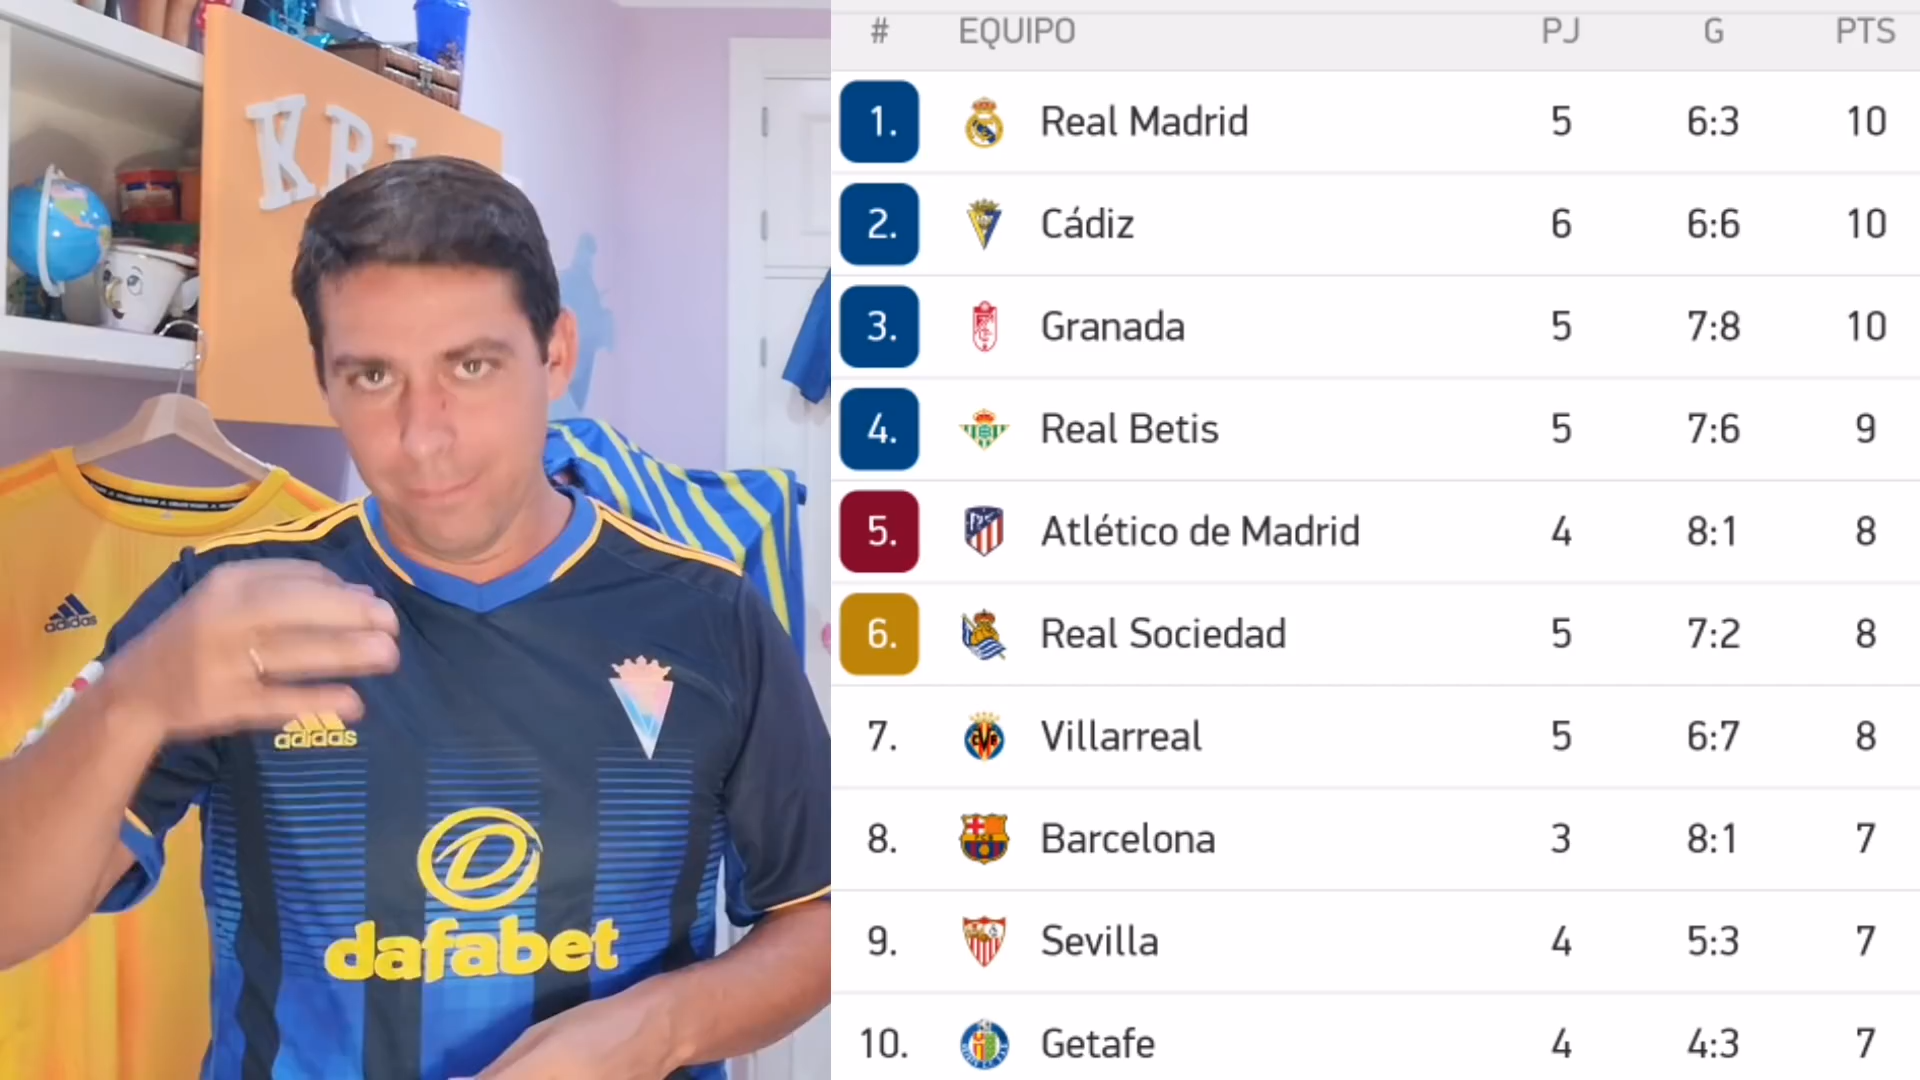 KRI
adidas
adidas
dafabet
# EQUIPO PJ G PTS
1. Real Madrid 5 6:3 10
2. Cádiz 6 6:6 10
3. Granada 5 7:8 10
4. Real Betis 5 7:6 9
5. Atlético de Madrid 4 8:1 8
6. Real Sociedad 5 7:2 8
7. Villarreal 5 6:7 8
8. Barcelona 3 8:1 7
9. Sevilla 4 5:3 7
10. Getafe 4 4:3 7